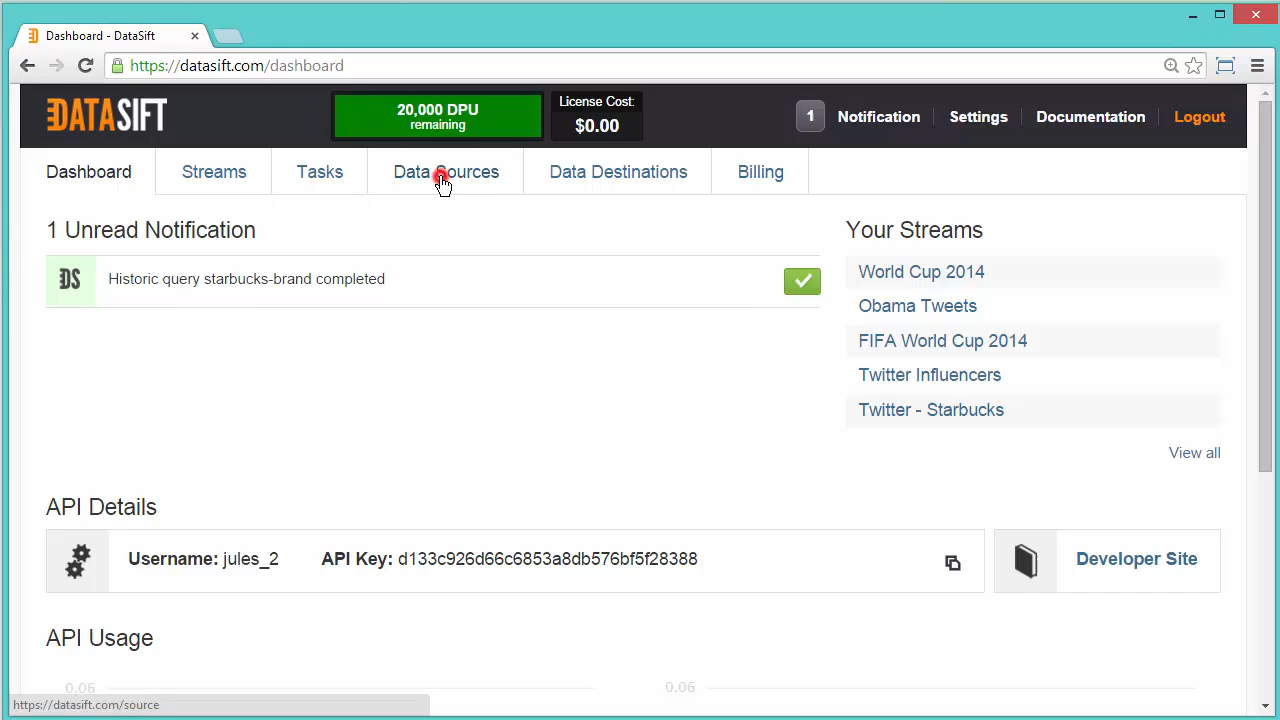 Dashboard - DataSift
https://datasift.com/dashboard
DATASIFT
20,000 DPU
remaining
License Cost:
$0.00
1
Notification
Settings
Documentation
Logout
Dashboard
Streams
Tasks
Data Sources
Data Destinations
Billing
1 Unread Notification
DS
Historic query starbucks-brand completed
Your Streams
World Cup 2014
Obama Tweets
FIFA World Cup 2014
Twitter Influencers
Twitter - Starbucks
View all
API Details
Username: jules_2
API Key: d133c926d66c6853a8db576bf5f28388
Developer Site
API Usage
0.06
0.06
https://datasift.com/source